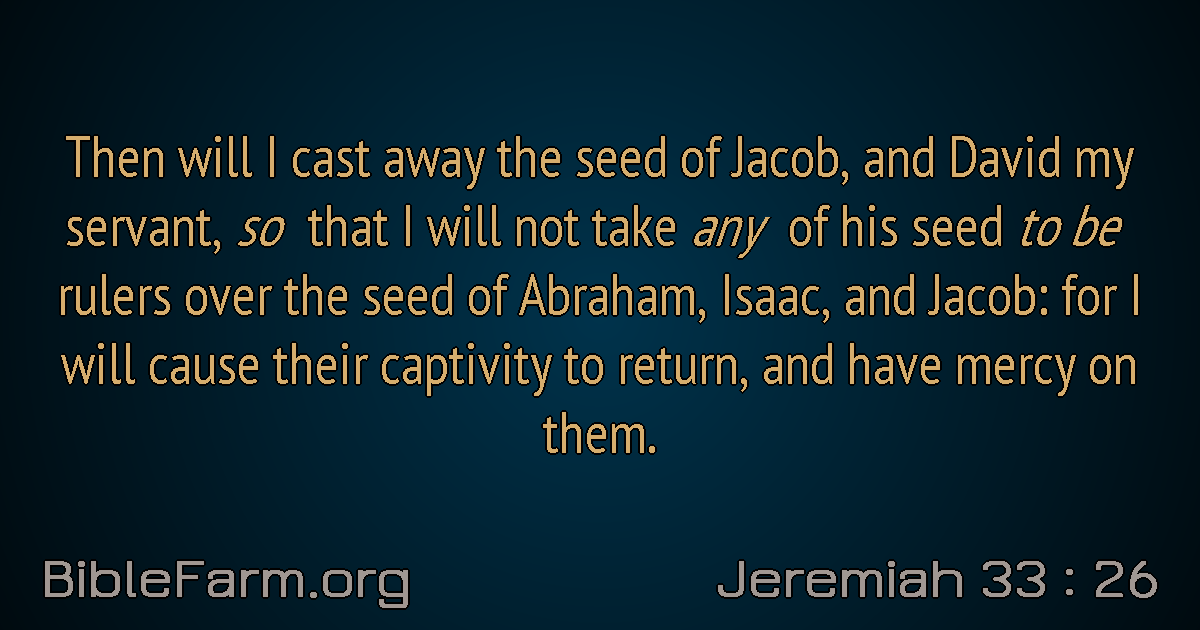 Then will I cast away the seed of Jacob, and David my
servant, so that I will not take any of his seed to be
rulers over the seed of Abraham, Isaac, and Jacob: for I
will cause their captivity to return, and have mercy on
them.
BibleFarm.org
Jeremiah 33 : 26